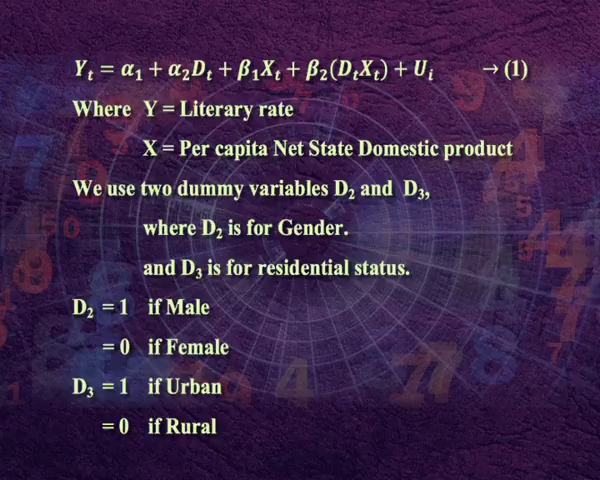 Yₜ = α₁ + α₂Dₜ + β₁Xₜ + β₂(DₜXₜ) + Uᵢ → (1)
Where Y = Literary rate
X = Per capita Net State Domestic product
We use two dummy variables D₂ and D₃,
where D₂ is for Gender.
and D₃ is for residential status.
D₂ = 1 if Male
= 0 if Female
D₃ = 1 if Urban
= 0 if Rural